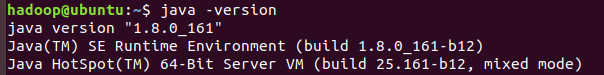 hadoop@ubuntu:~$ java -version
java version "1.8.0_161"
Java(TM) SE Runtime Environment (build 1.8.0_161-b12)
Java HotSpot(TM) 64-Bit Server VM (build 25.161-b12, mixed mode)